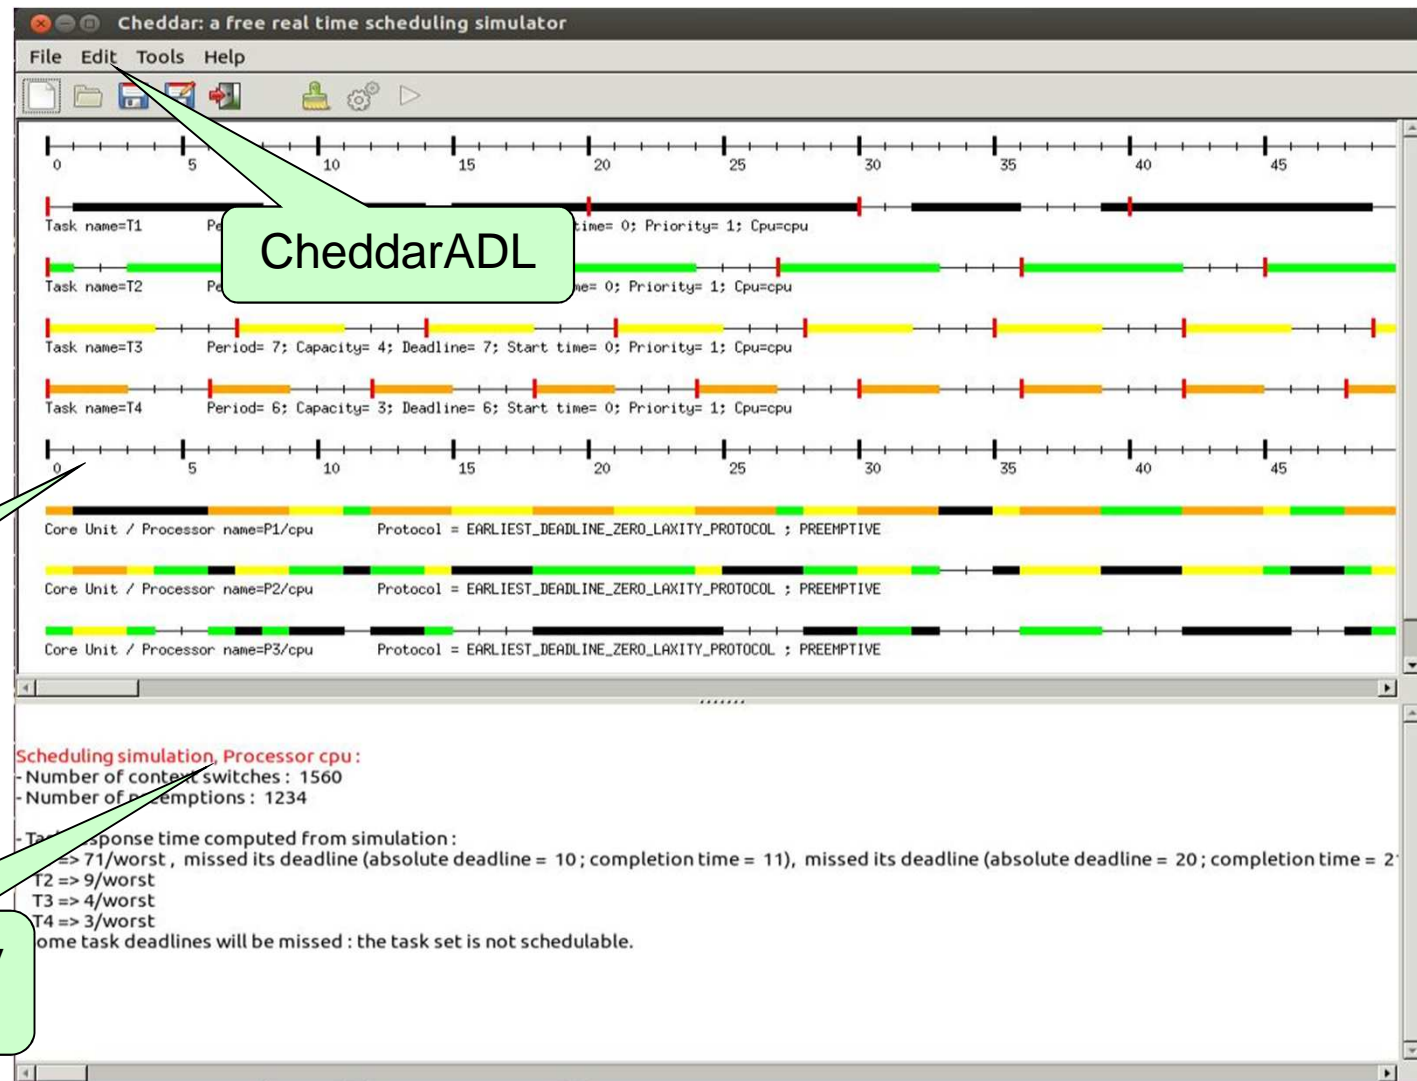 Cheddar: a free real time scheduling simulator
File Edit Tools Help
0 5 10 15 20 25 30 35 40 45
Task name=T1 Pe time= 0; Priority= 1; Cpu=cpu
CheddarADL
Task name=T2 Pe me= 0; Priority= 1; Cpu=cpu
Task name=T3 Period= 7; Capacity= 4; Deadline= 7; Start time= 0; Priority= 1; Cpu=cpu
Task name=T4 Period= 6; Capacity= 3; Deadline= 6; Start time= 0; Priority= 1; Cpu=cpu
0 5 10 15 20 25 30 35 40 45
Core Unit / Processor name=P1/cpu Protocol = EARLIEST_DEADLINE_ZERO_LAXITY_PROTOCOL ; PREEMPTIVE
Core Unit / Processor name=P2/cpu Protocol = EARLIEST_DEADLINE_ZERO_LAXITY_PROTOCOL ; PREEMPTIVE
Core Unit / Processor name=P3/cpu Protocol = EARLIEST_DEADLINE_ZERO_LAXITY_PROTOCOL ; PREEMPTIVE
Scheduling simulation, Processor cpu :
- Number of context switches : 1560
- Number of preemptions : 1234
- Task response time computed from simulation :
=> 71/worst , missed its deadline (absolute deadline = 10 ; completion time = 11), missed its deadline (absolute deadline = 20 ; completion time = 2
T2 => 9/worst
T3 => 4/worst
T4 => 3/worst
ome task deadlines will be missed : the task set is not schedulable.